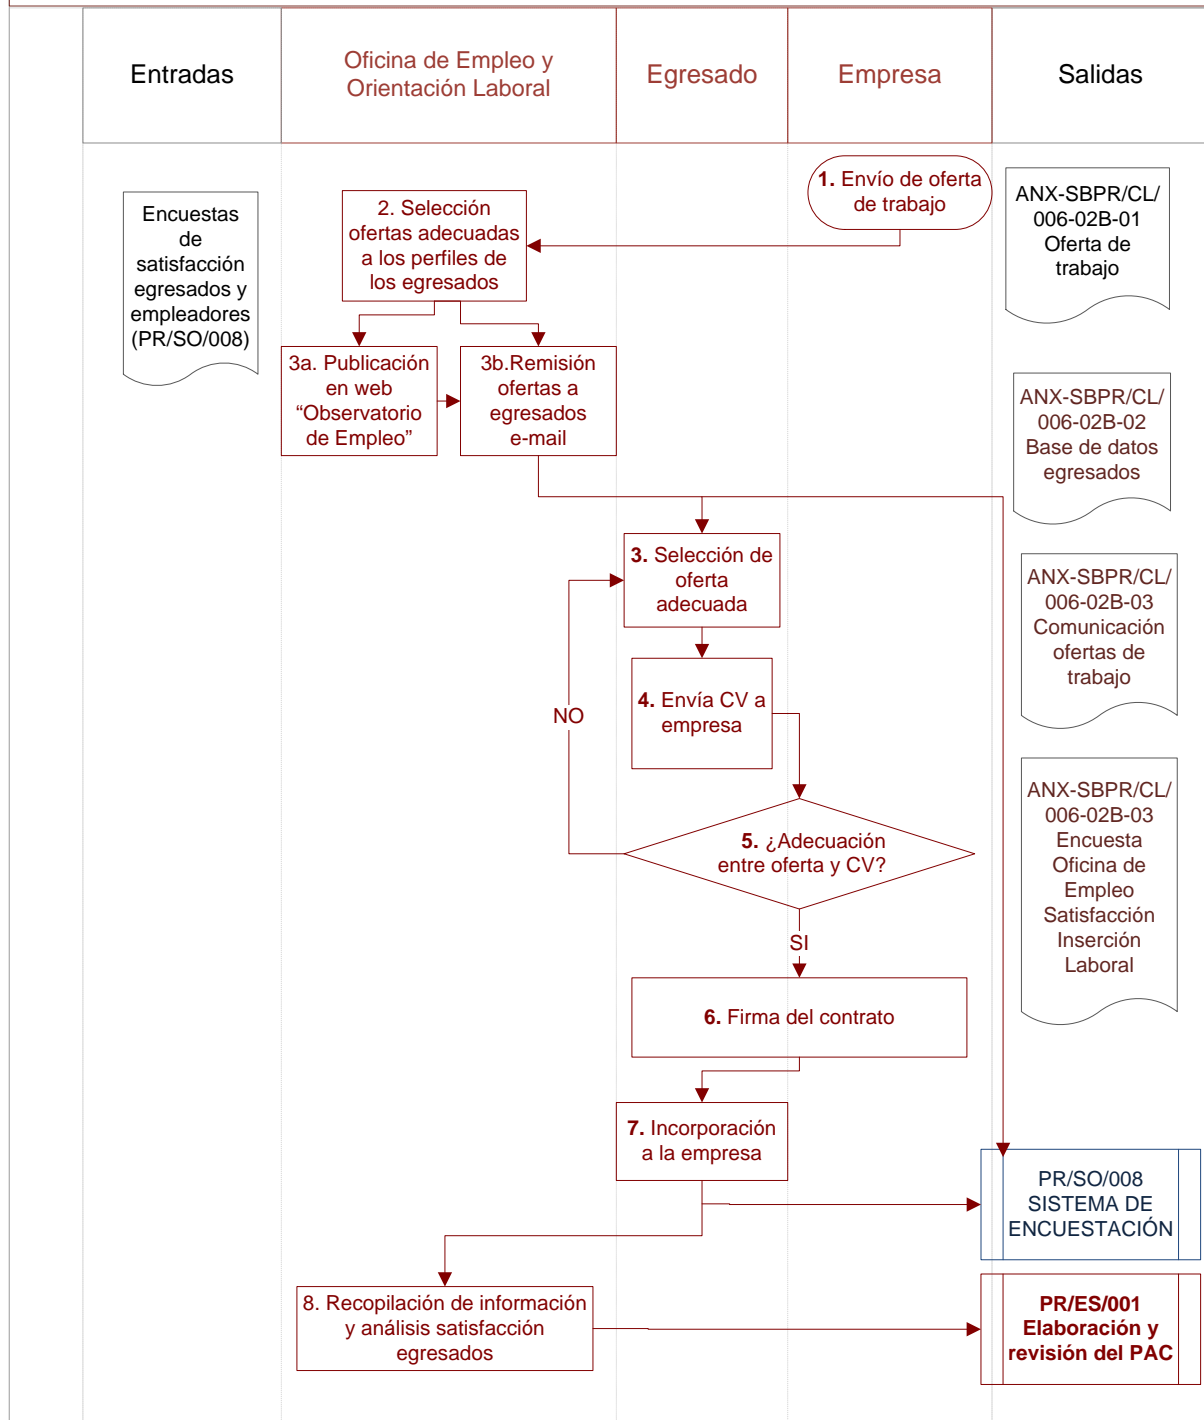 Entradas
Oficina de Empleo y
Orientación Laboral
Egresado
Empresa
Salidas
1. Envío de oferta
de trabajo
Encuestas
de
satisfacción
egresados y
empleadores
(PR/SO/008)
2. Selección
ofertas adecuadas
a los perfiles de
los egresados
ANX-SBPR/CL/
006-02B-01
Oferta de
trabajo
3a. Publicación
en web
“Observatorio
de Empleo”
3b.Remisión
ofertas a
egresados
e-mail
ANX-SBPR/CL/
006-02B-02
Base de datos
egresados
3. Selección de
oferta
adecuada
ANX-SBPR/CL/
006-02B-03
Comunicación
ofertas de
trabajo
4. Envía CV a
empresa
NO
5. ¿Adecuación
entre oferta y CV?
ANX-SBPR/CL/
006-02B-03
Encuesta
Oficina de
Empleo
Satisfacción
Inserción
Laboral
SI
6. Firma del contrato
7. Incorporación
a la empresa
PR/SO/008
SISTEMA DE
ENCUESTACIÓN
8. Recopilación de información
y análisis satisfacción
egresados
PR/ES/001
Elaboración y
revisión del PAC